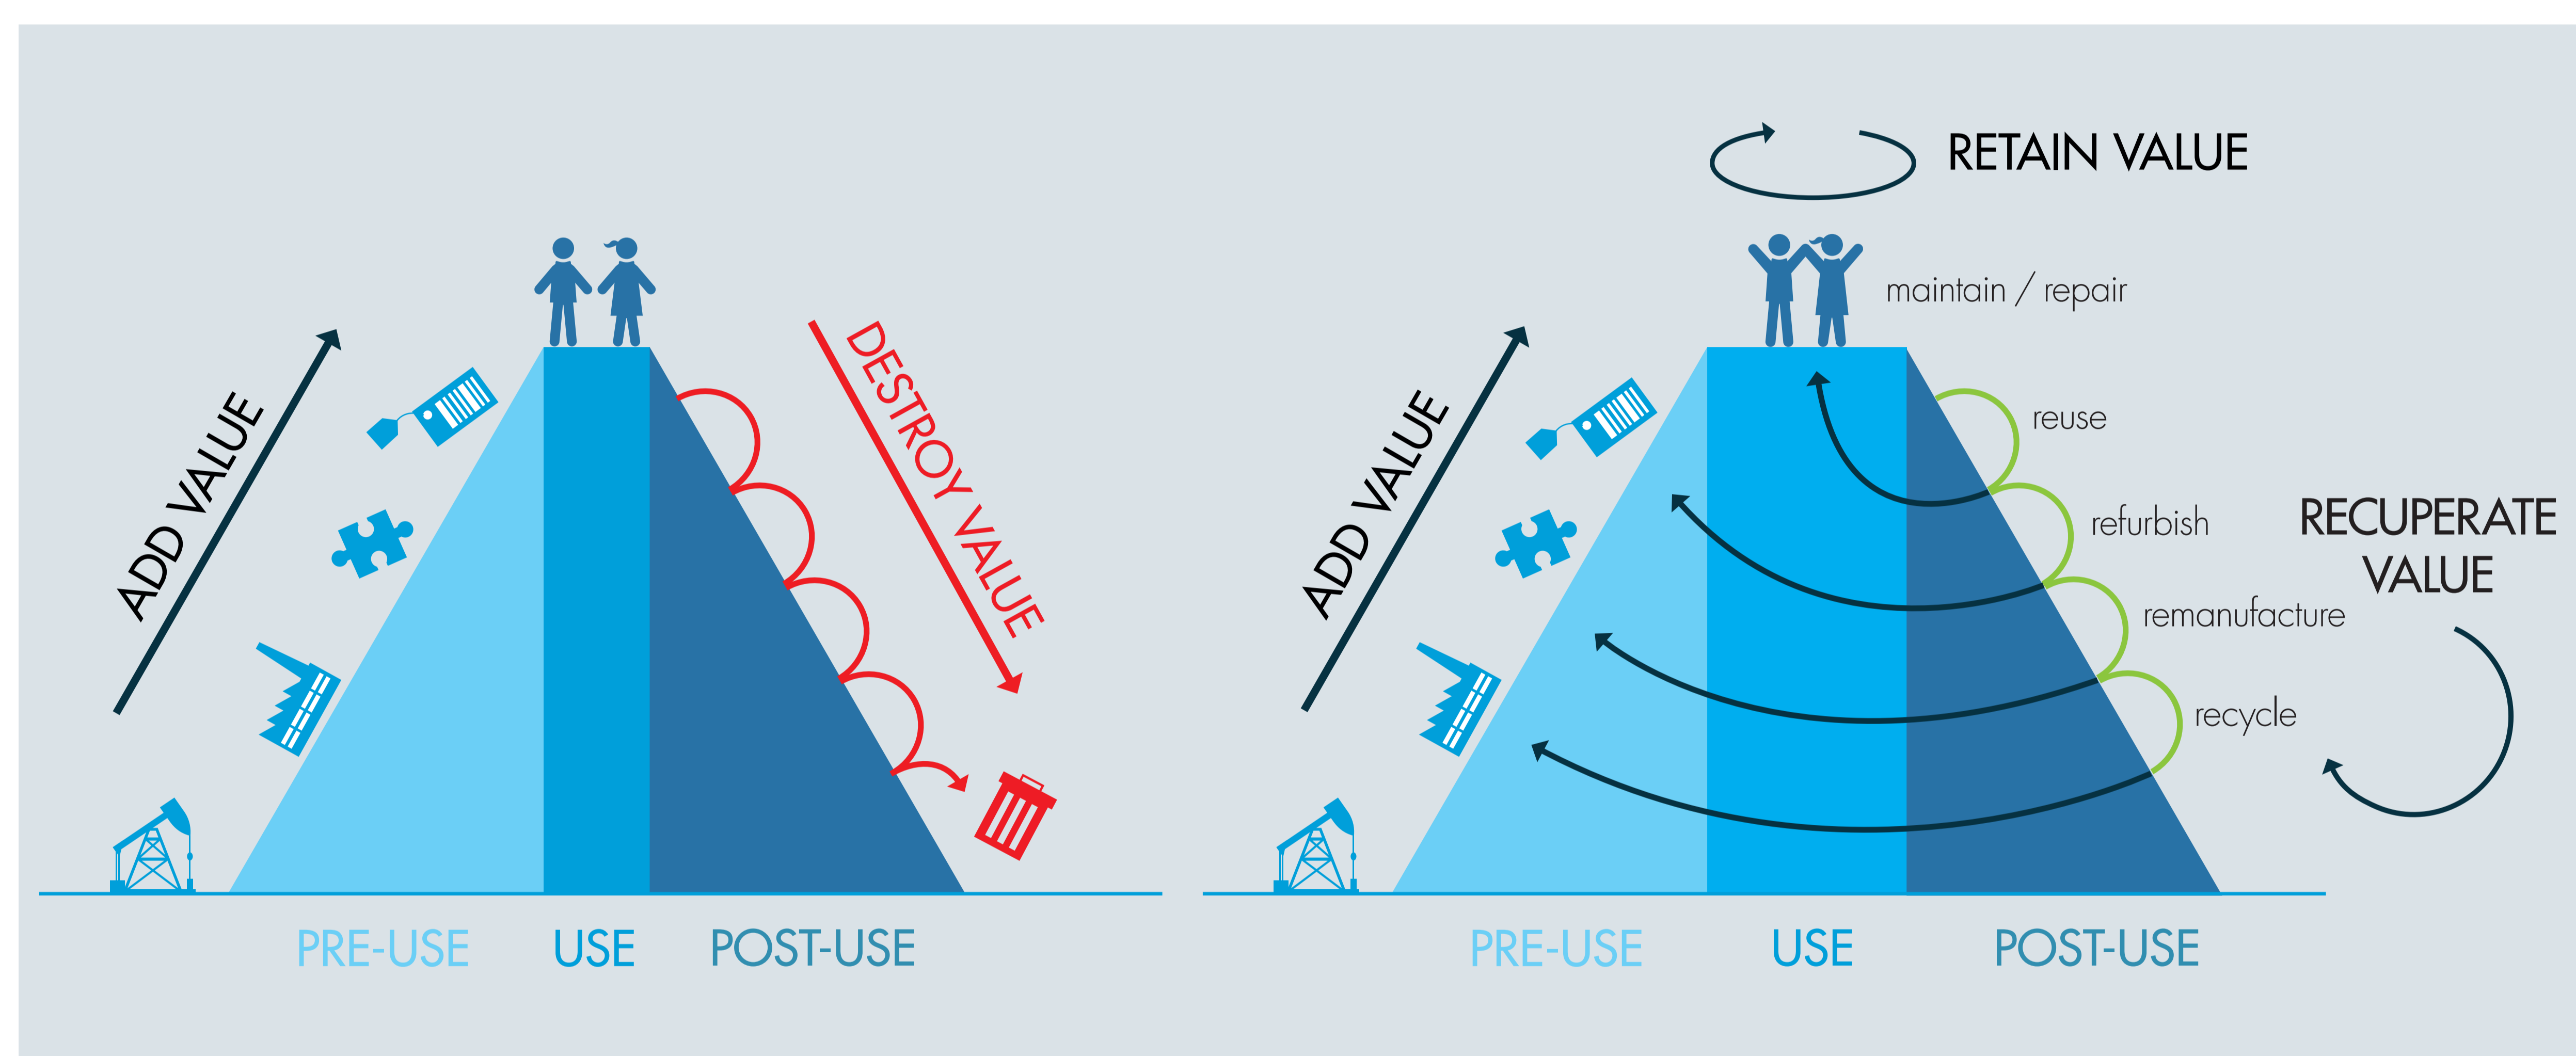 ADD VALUE
DESTROY VALUE
PRE-USE
USE
POST-USE
RETAIN VALUE
maintain / repair
ADD VALUE
reuse
refurbish
remanufacture
recycle
RECUPERATE
VALUE
PRE-USE
USE
POST-USE